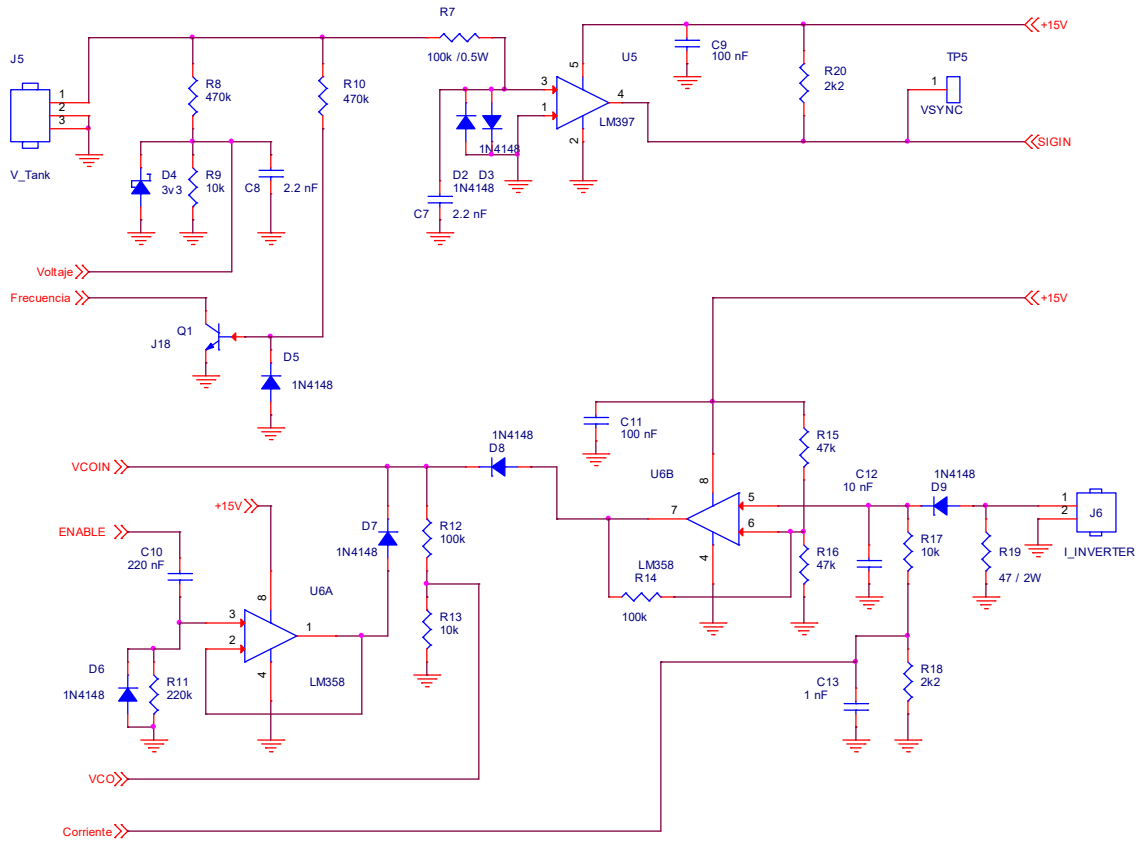 R7
100k /0.5W
J5
1
2
3
V_Tank
R8
470k
R10
470k
D4
3v3
R9
10k
C8
2.2 nF
C7
2.2 nF
D2
1N4148
D3
1N4148
3
1
5
2
4
U5
LM397
C9
100 nF
R20
2k2
TP5
1
VSYNC
+15V
SIGIN
Voltaje
Frecuencia
Q1
J18
D5
1N4148
+15V
C11
100 nF
R15
47k
1N4148
D8
VCOIN
U6B
8
7
5
6
4
LM358
R14
100k
R16
47k
C12
10 nF
1N4148
D9
R17
10k
R19
47 / 2W
1
2
J6
I_INVERTER
+15V
ENABLE
C10
220 nF
D7
1N4148
R12
100k
U6A
8
3
2
1
4
LM358
R13
10k
D6
1N4148
R11
220k
C13
1 nF
R18
2k2
VCO
Corriente